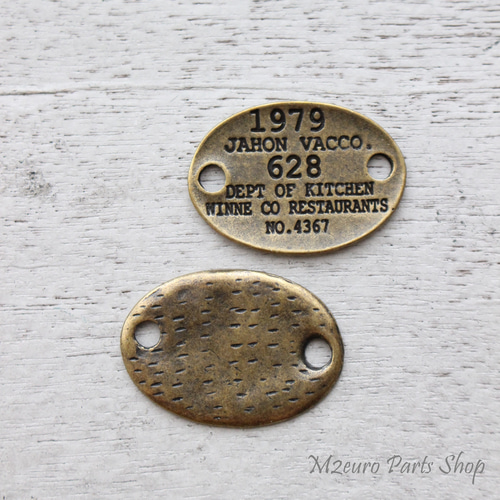 1979
JAHON VACCO.
628
DEPT OF KITCHEN
WINNE CO RESTAURANTS
NO.4367
M2euro Parts Shop